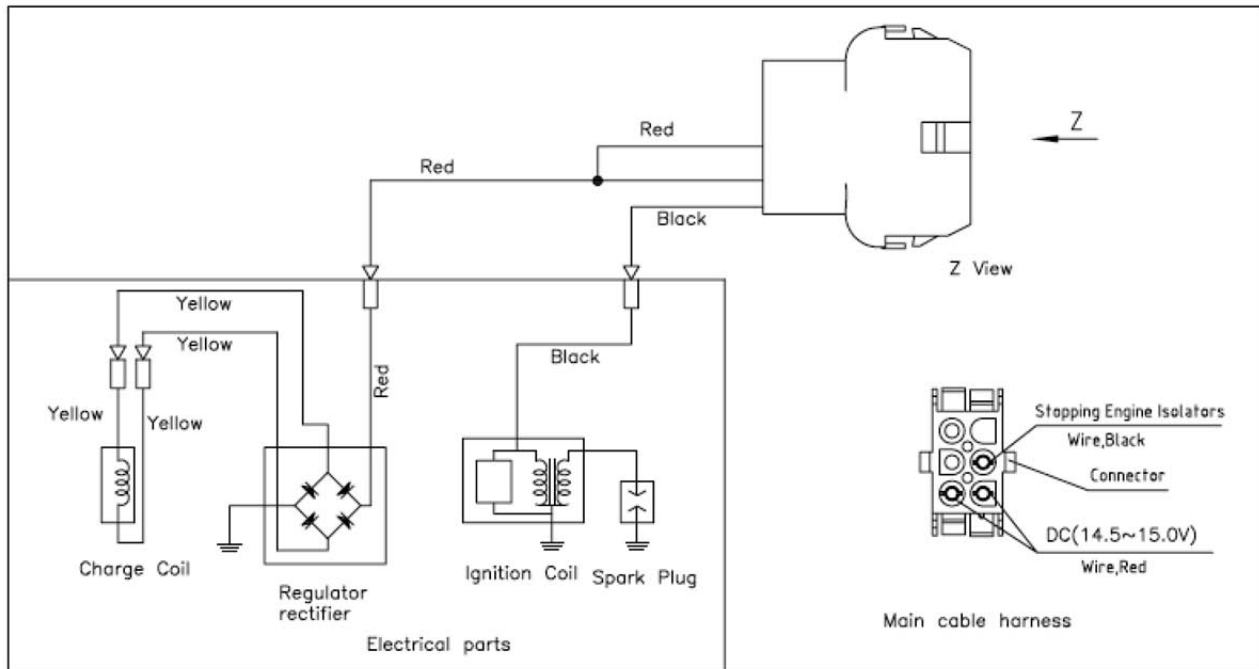 Red
Z
Red
Black
Z View
Yellow
Yellow
Black
Red
Yellow
Yellow
Stopping Engine Isolators
Wire,Black
Connector
DC(14.5~15.0V)
Wire,Red
Charge Coil
Regulator
rectifier
Ignition Coil
Spark Plug
Main cable harness
Electrical parts